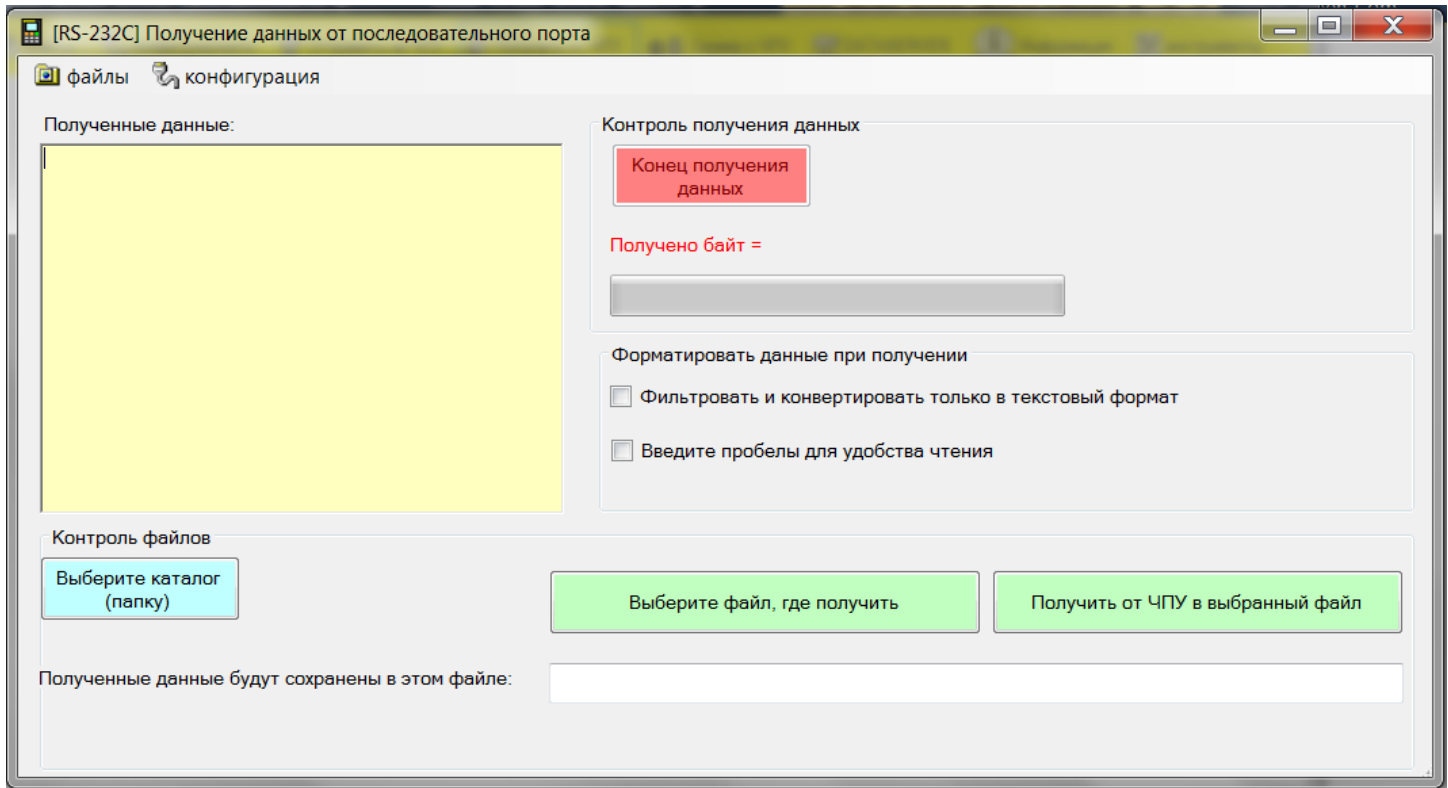 [RS-232C] Получение данных от последовательного порта
файлы конфигурация
Полученные данные:
Контроль получения данных
Конец получения
данных
Получено байт =
Форматировать данные при получении
Фильтровать и конвертировать только в текстовый формат
Введите пробелы для удобства чтения
Контроль файлов
Выберите каталог
(папку)
Выберите файл, где получить
Получить от ЧПУ в выбранный файл
Полученные данные будут сохранены в этом файле: